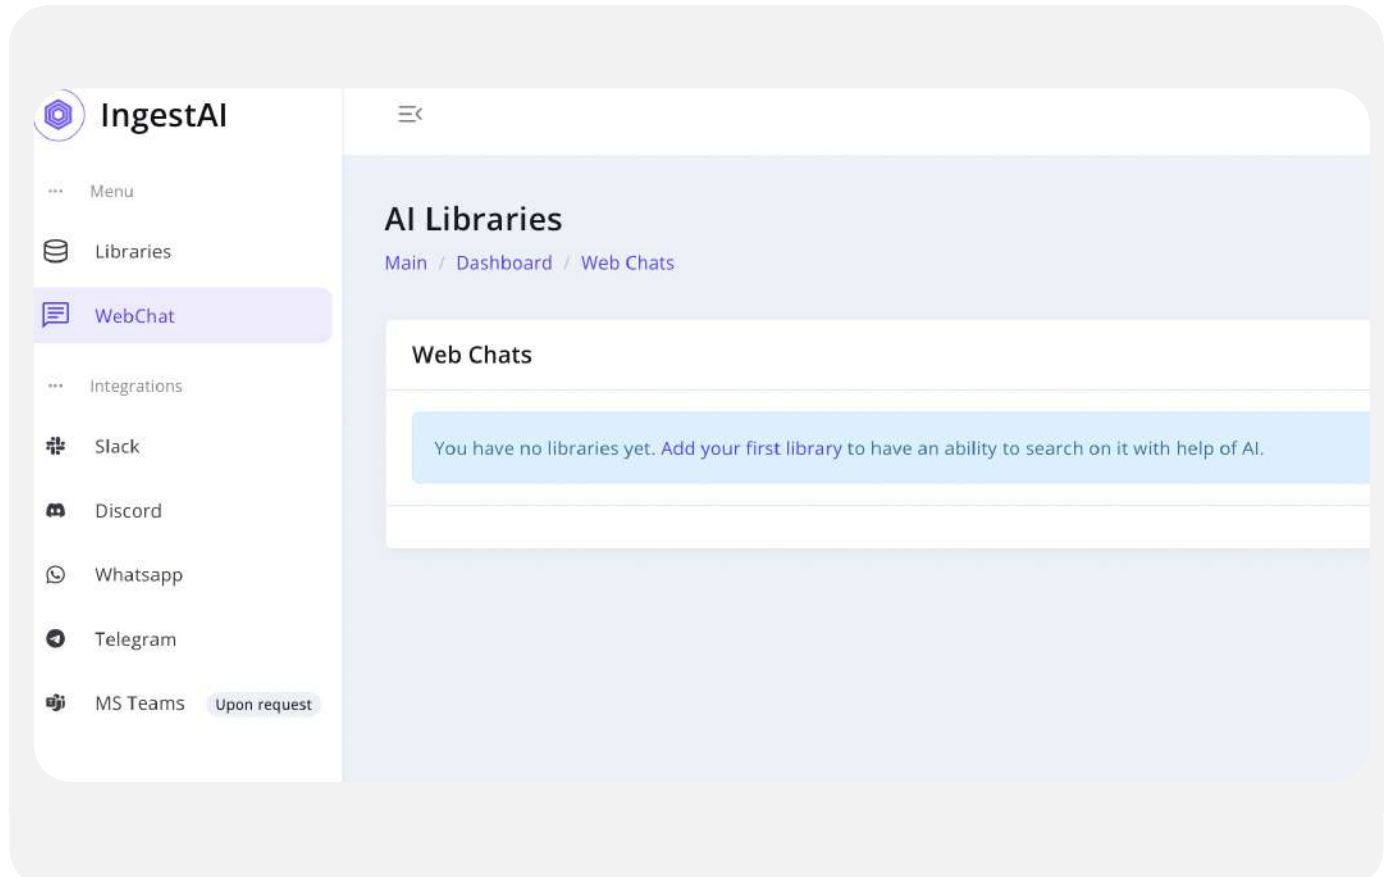 IngestAI
Menu
Libraries
WebChat
Integrations
Slack
Discord
Whatsapp
Telegram
MS Teams Upon request
AI Libraries
Main / Dashboard / Web Chats
Web Chats
You have no libraries yet. Add your first library to have an ability to search on it with help of AI.